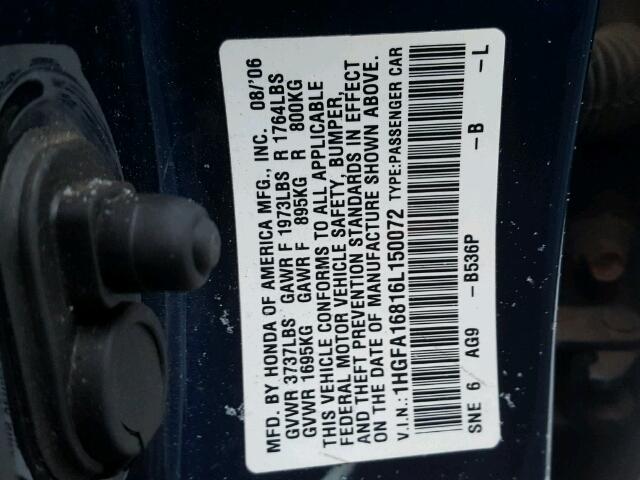 MFD. BY HONDA OF AMERICA MFG., INC. 08/'06
GVWR 3737LBS GAWR F 1973LBS R 1764LBS
GVWR 1695KG GAWR F 895KG R 800KG
THIS VEHICLE CONFORMS TO ALL APPLICABLE
FEDERAL MOTOR VEHICLE SAFETY, BUMPER,
AND THEFT PREVENTION STANDARDS IN EFFECT
ON THE DATE OF MANUFACTURE SHOWN ABOVE.
V.I.N.: 1HGFA16816L150072 TYPE: PASSENGER CAR
SNE 6 AG9 –B536P –B –L